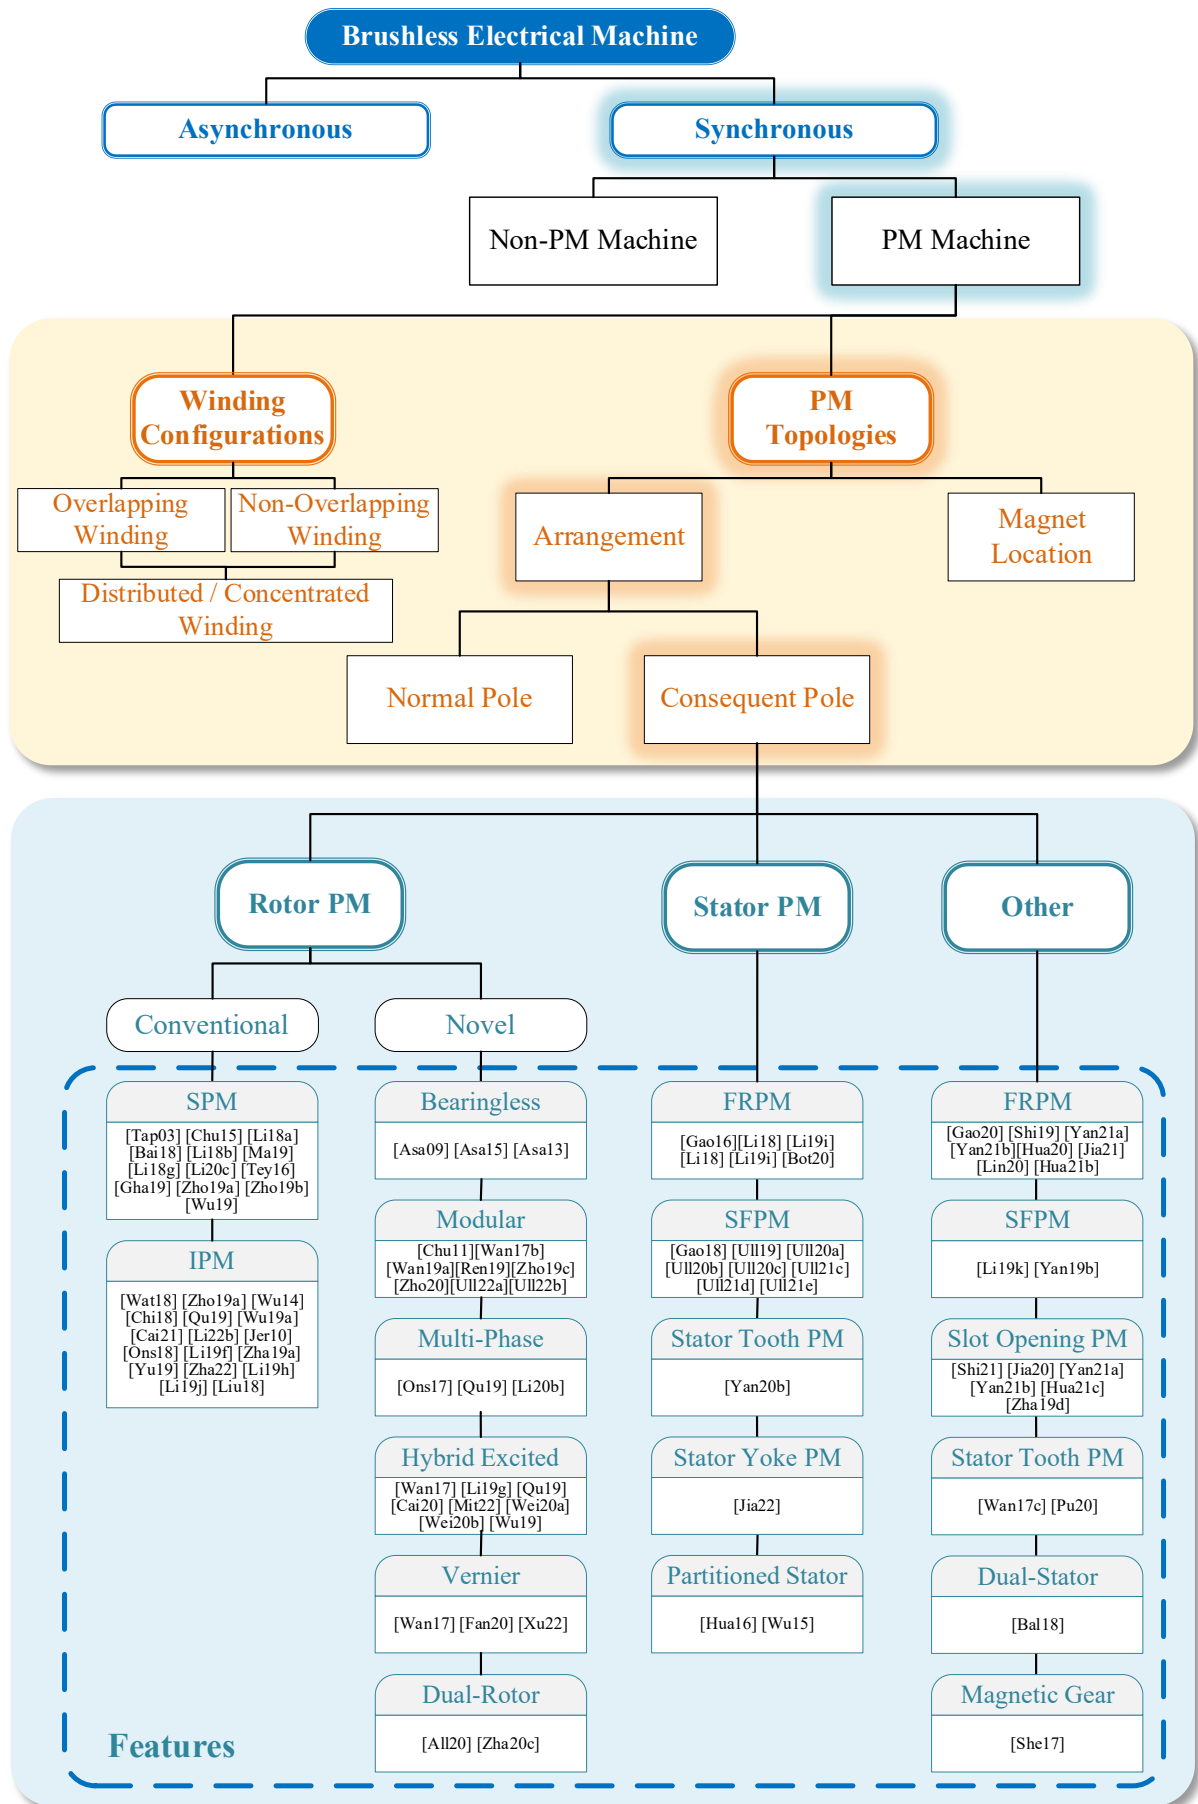 Brushless Electrical Machine
Asynchronous
Synchronous
Non-PM Machine
PM Machine
Winding
Configurations
PM
Topologies
Overlapping
Winding
Non-Overlapping
Winding
Distributed / Concentrated
Winding
Arrangement
Magnet
Location
Normal Pole
Consequent Pole
Rotor PM
Stator PM
Other
Conventional
Novel
SPM
[Tap03] [Chu15] [Li18a]
[Bai18] [Li18b] [Ma19]
[Li18g] [Li20c] [Tey16]
[Gha19] [Zho19a] [Zho19b]
[Wu19]
IPM
[Wat18] [Zho19a] [Wu14]
[Chi18] [Qu19] [Wu19a]
[Cai21] [Li22b] [Jer10]
[Ons18] [Li19f] [Zha19a]
[Yu19] [Zha22] [Li19h]
[Li19j] [Liu18]
Bearingless
[Asa09] [Asa15] [Asa13]
Modular
[Chu11][Wan17b]
[Wan19a][Ren19][Zho19c]
[Zho20][Ull22a][Ull22b]
Multi-Phase
[Ons17] [Qu19] [Li20b]
Hybrid Excited
[Wan17] [Li19g] [Qu19]
[Cai20] [Mit22] [Wei20a]
[Wei20b] [Wu19]
Vernier
[Wan17] [Fan20] [Xu22]
Dual-Rotor
[All20] [Zha20c]
FRPM
[Gao16][Li18] [Li19i]
[Li18] [Li19i] [Bot20]
SFPM
[Gao18] [Ull19] [Ull20a]
[Ull20b] [Ull20c] [Ull21c]
[Ull21d] [Ull21e]
Stator Tooth PM
[Yan20b]
Stator Yoke PM
[Jia22]
Partitioned Stator
[Hua16] [Wu15]
FRPM
[Gao20] [Shi19] [Yan21a]
[Yan21b][Hua20] [Jia21]
[Lin20] [Hua21b]
SFPM
[Li19k] [Yan19b]
Slot Opening PM
[Shi21] [Jia20] [Yan21a]
[Yan21b] [Hua21c]
[Zha19d]
Stator Tooth PM
[Wan17c] [Pu20]
Dual-Stator
[Bal18]
Magnetic Gear
[She17]
Features